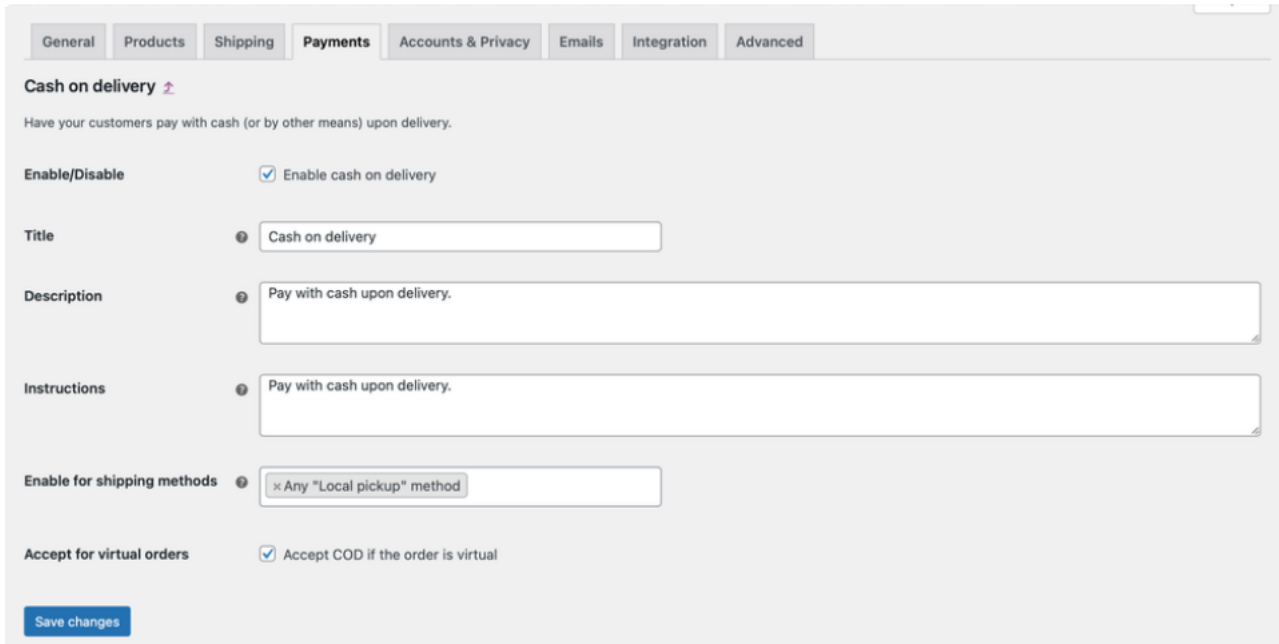 General Products Shipping Payments Accounts & Privacy Emails Integration Advanced
Cash on delivery
Have your customers pay with cash (or by other means) upon delivery.
Enable/Disable Enable cash on delivery
Title Cash on delivery
Description Pay with cash upon delivery.
Instructions Pay with cash upon delivery.
Enable for shipping methods ×Any "Local pickup" method
Accept for virtual orders Accept COD if the order is virtual
Save changes